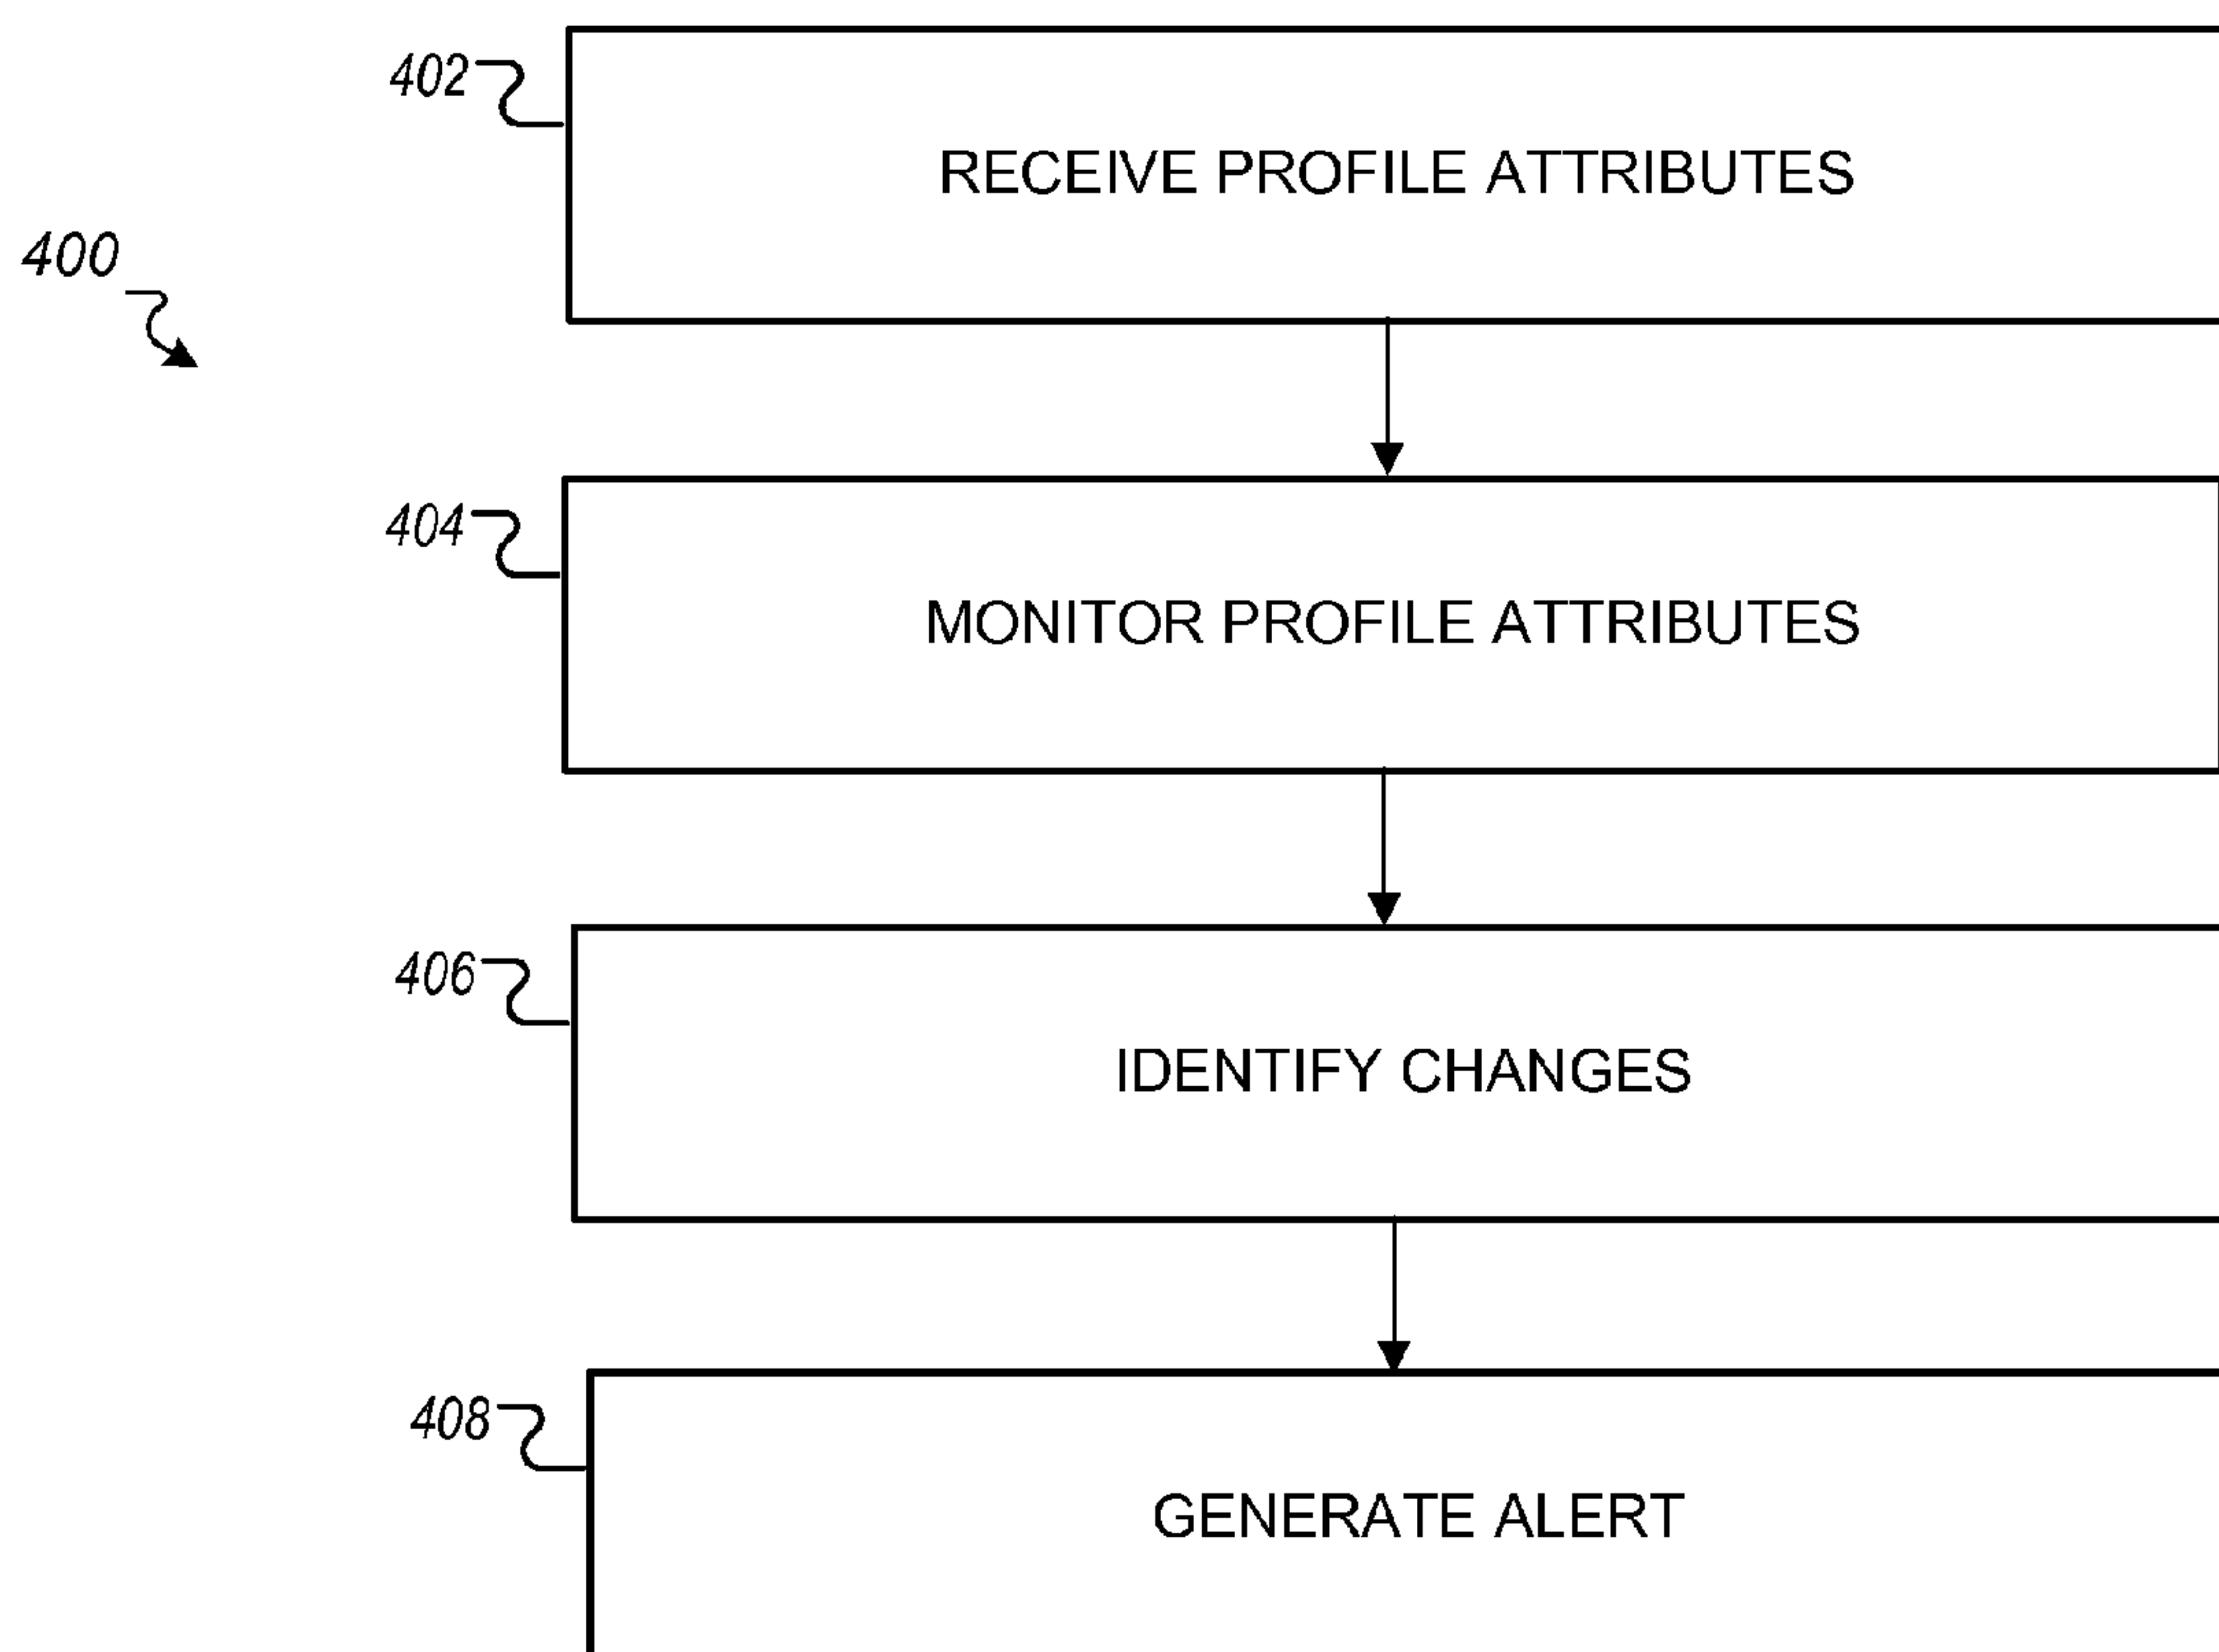 402
RECEIVE PROFILE ATTRIBUTES
400
404
MONITOR PROFILE ATTRIBUTES
406
IDENTIFY CHANGES
408
GENERATE ALERT